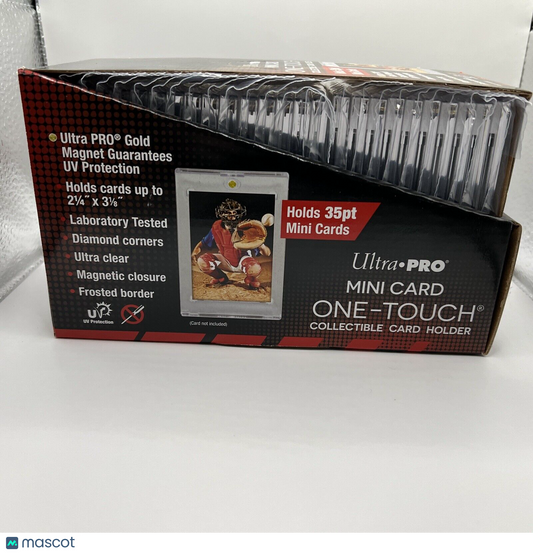 Ultra PRO® Gold
Magnet Guarantees
UV Protection
Holds cards up to
2¼" x 3⅛"
Laboratory Tested
Diamond corners
Ultra clear
Magnetic closure
Frosted border
UV
UV Protection
(Card not included)
Holds 35pt
Mini Cards
Ultra•PRO®
MINI CARD
ONE-TOUCH®
COLLECTIBLE CARD HOLDER
mascot